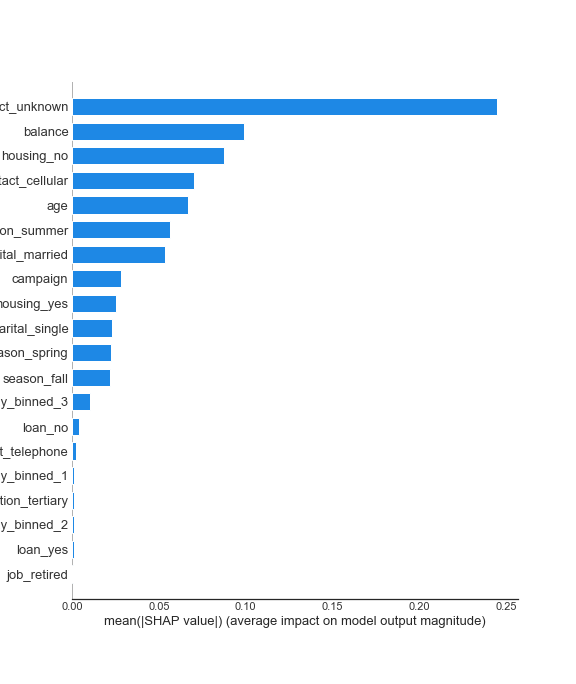 ct_unknown
balance
housing_no
tact_cellular
age
on_summer
ital_married
campaign
housing_yes
arital_single
ason_spring
season_fall
y_binned_3
loan_no
t_telephone
y_binned_1
tion_tertiary
y_binned_2
loan_yes
job_retired
0.00 0.05 0.10 0.15 0.20 0.25
mean(|SHAP value|) (average impact on model output magnitude)